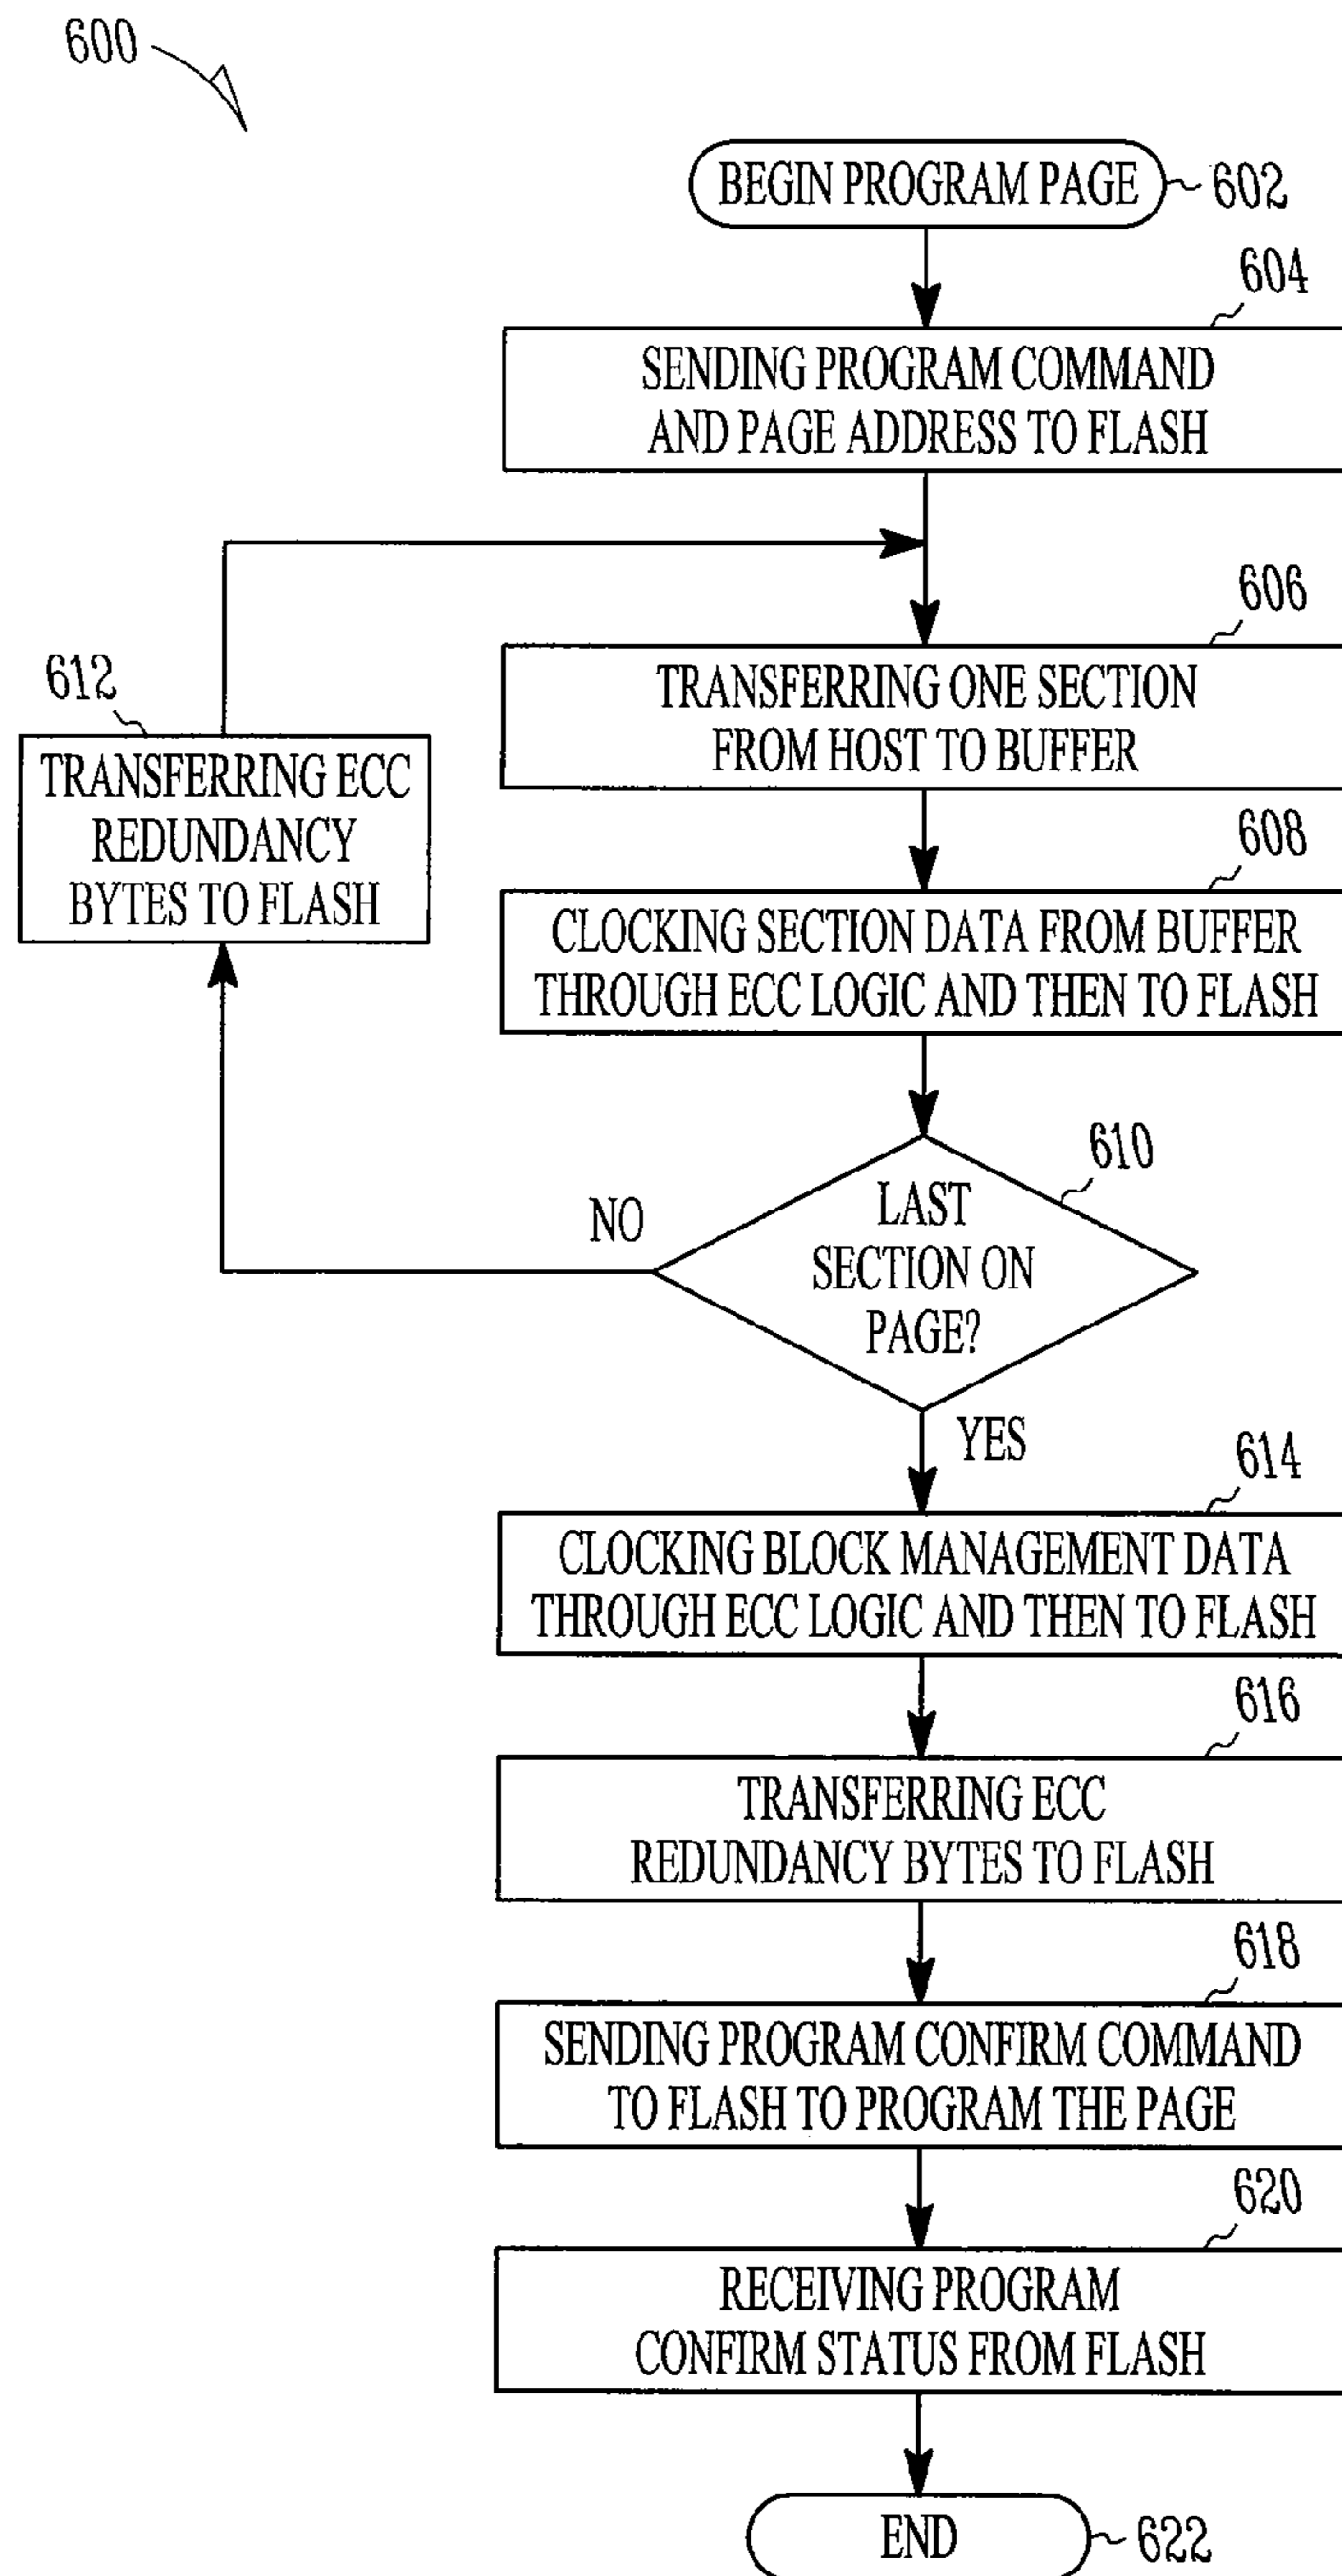 600
BEGIN PROGRAM PAGE
602
604
SENDING PROGRAM COMMAND
AND PAGE ADDRESS TO FLASH
606
TRANSFERRING ONE SECTION
FROM HOST TO BUFFER
612
TRANSFERRING ECC
REDUNDANCY
BYTES TO FLASH
608
CLOCKING SECTION DATA FROM BUFFER
THROUGH ECC LOGIC AND THEN TO FLASH
610
LAST
SECTION ON
PAGE?
NO
YES
614
CLOCKING BLOCK MANAGEMENT DATA
THROUGH ECC LOGIC AND THEN TO FLASH
616
TRANSFERRING ECC
REDUNDANCY BYTES TO FLASH
618
SENDING PROGRAM CONFIRM COMMAND
TO FLASH TO PROGRAM THE PAGE
620
RECEIVING PROGRAM
CONFIRM STATUS FROM FLASH
END
622